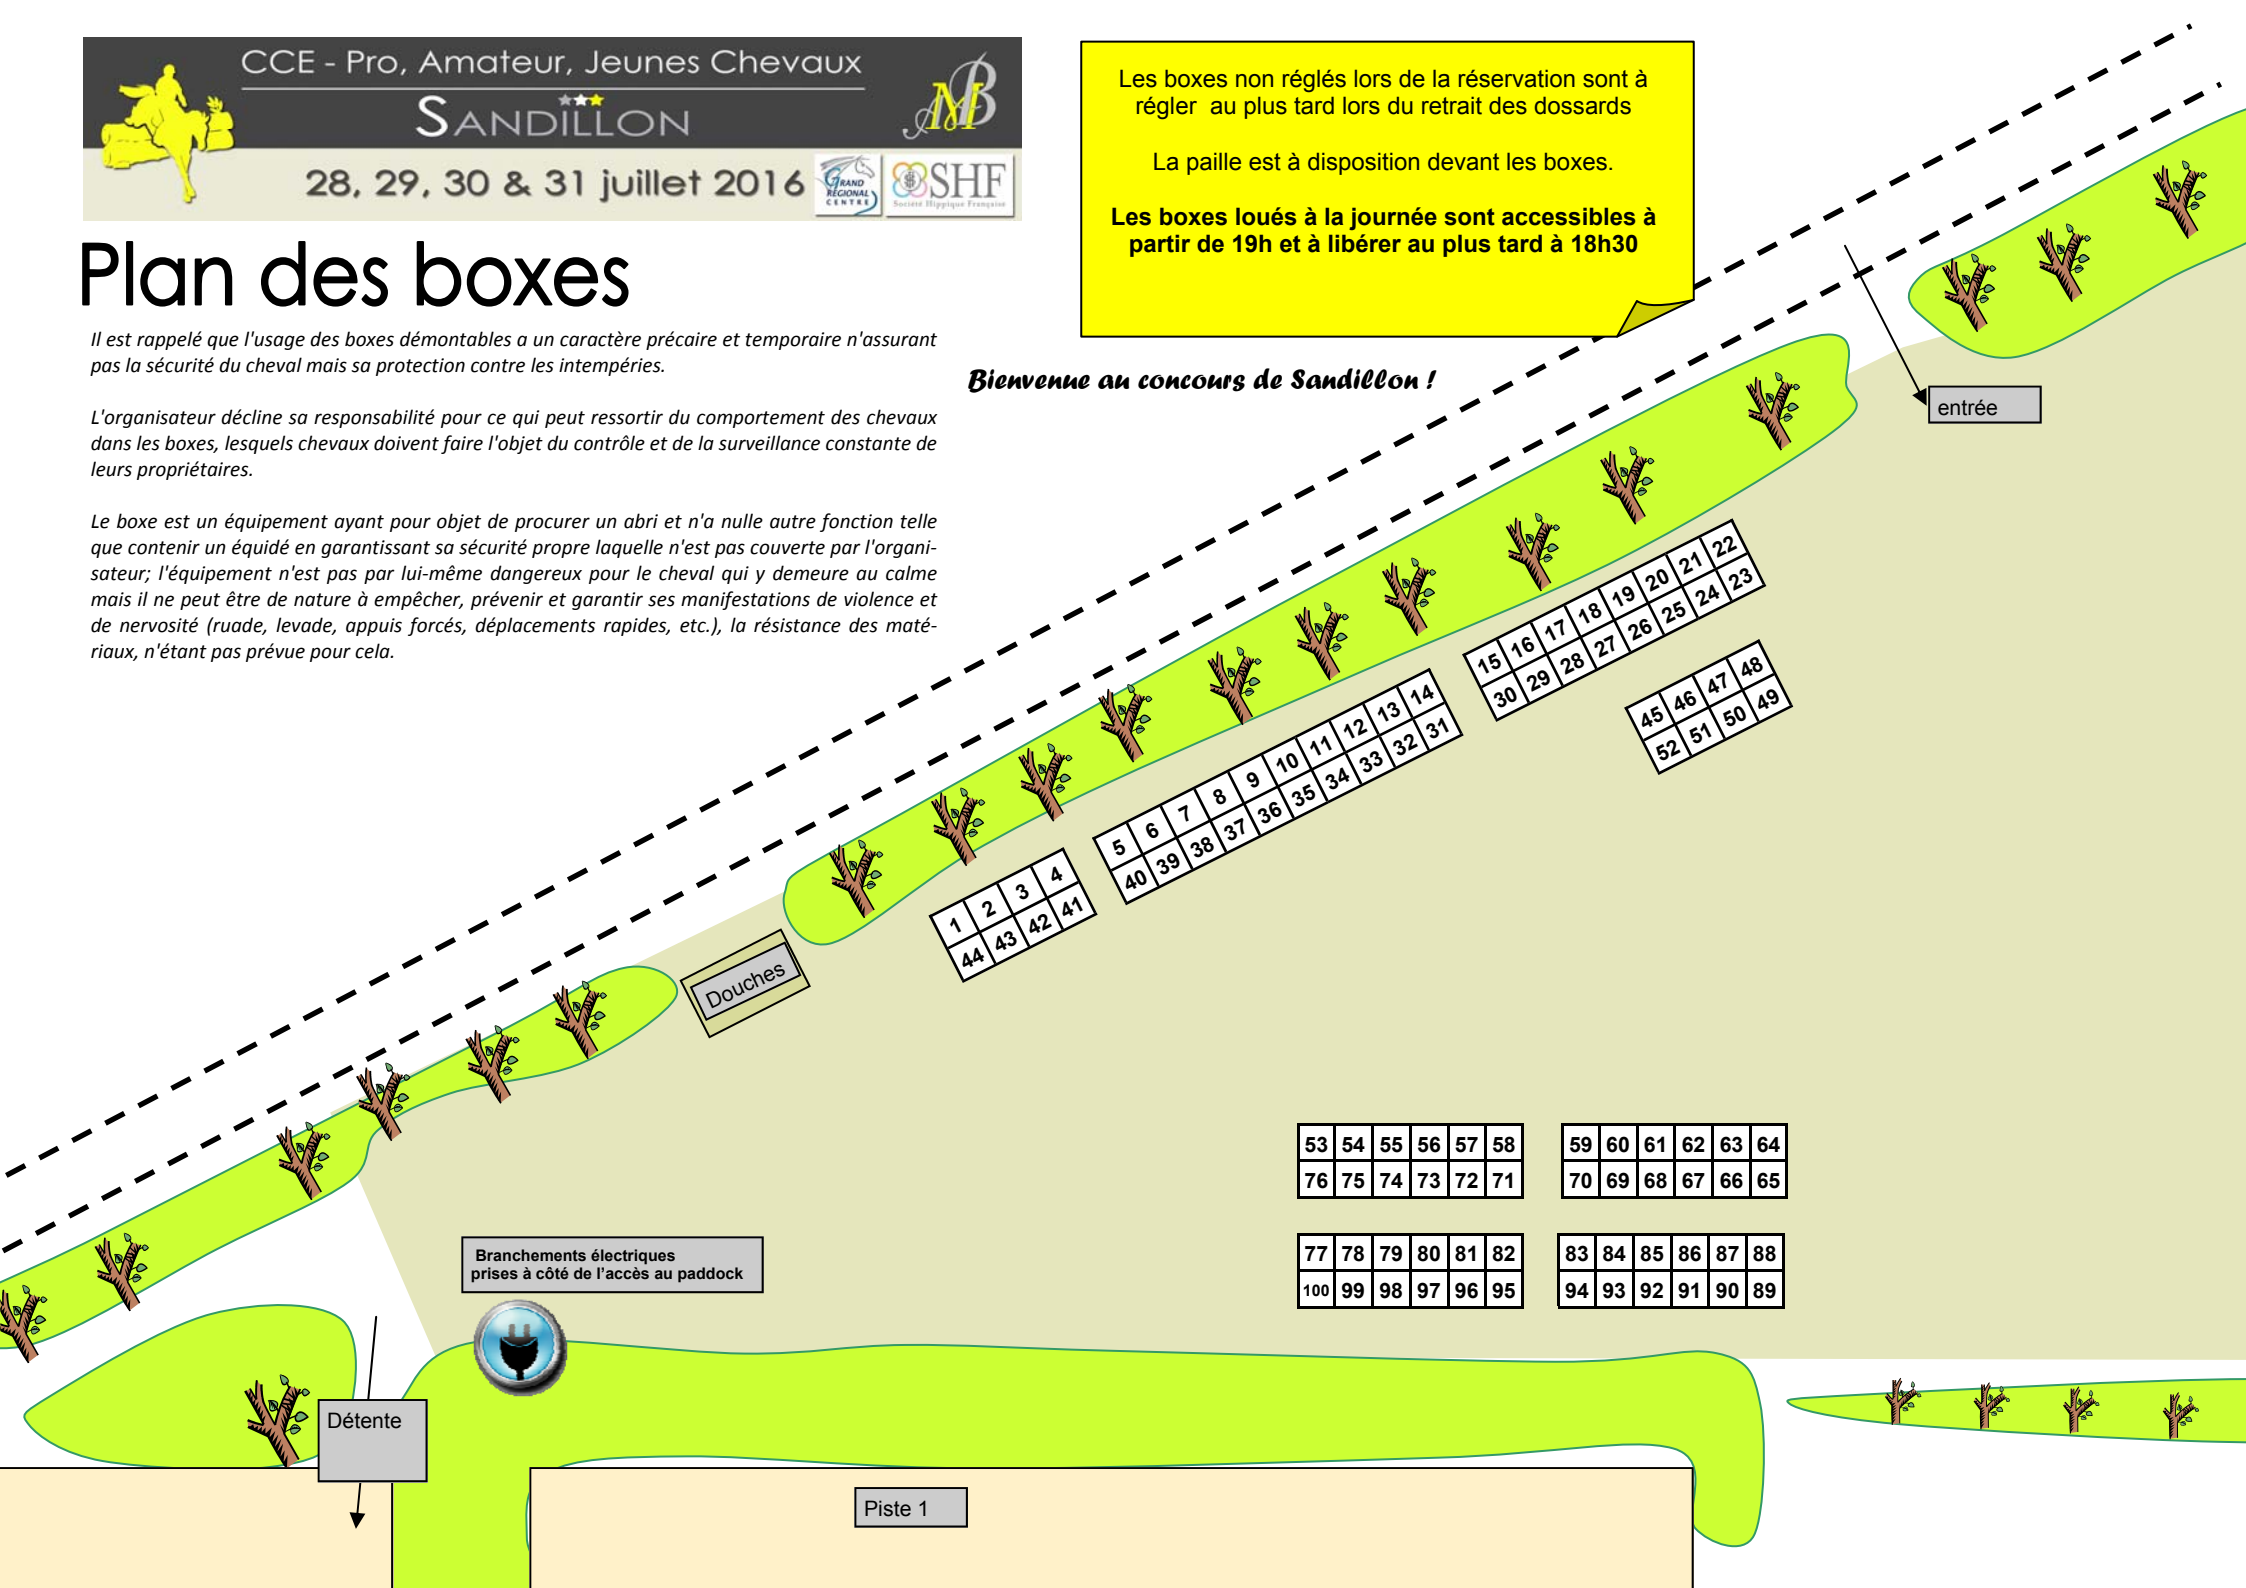 CCE - Pro, Amateur, Jeunes Chevaux
SANDILLON
AMB
28, 29, 30 & 31 juillet 2016
GRAND
REGIONAL
CENTRE
SHF
Société Hippique Française
Plan des boxes
Il est rappelé que l'usage des boxes démontables a un caractère précaire et temporaire n'assurant
pas la sécurité du cheval mais sa protection contre les intempéries.
L'organisateur décline sa responsabilité pour ce qui peut ressortir du comportement des chevaux
dans les boxes, lesquels chevaux doivent faire l'objet du contrôle et de la surveillance constante de
leurs propriétaires.
Le boxe est un équipement ayant pour objet de procurer un abri et n'a nulle autre fonction telle
que contenir un équidé en garantissant sa sécurité propre laquelle n'est pas couverte par l'organi-
sateur; l'équipement n'est pas par lui-même dangereux pour le cheval qui y demeure au calme
mais il ne peut être de nature à empêcher, prévenir et garantir ses manifestations de violence et
de nervosité (ruade, levade, appuis forcés, déplacements rapides, etc.), la résistance des maté-
riaux, n'étant pas prévue pour cela.
Les boxes non réglés lors de la réservation sont à
régler au plus tard lors du retrait des dossards
La paille est à disposition devant les boxes.
Les boxes loués à la journée sont accessibles à
partir de 19h et à libérer au plus tard à 18h30
Bienvenue au concours de Sandillon !
entrée
15 16 17 18 19 20 21 22
30 29 28 27 26 25 24 23
45 46 47 48
52 51 50 49
5 6 7 8 9 10 11 12 13 14
40 39 38 37 36 35 34 33 32 31
1 2 3 4
44 43 42 41
Douches
53 54 55 56 57 58
76 75 74 73 72 71
59 60 61 62 63 64
70 69 68 67 66 65
77 78 79 80 81 82
100 99 98 97 96 95
83 84 85 86 87 88
94 93 92 91 90 89
Branchements électriques
prises à côté de l'accès au paddock
Détente
Piste 1